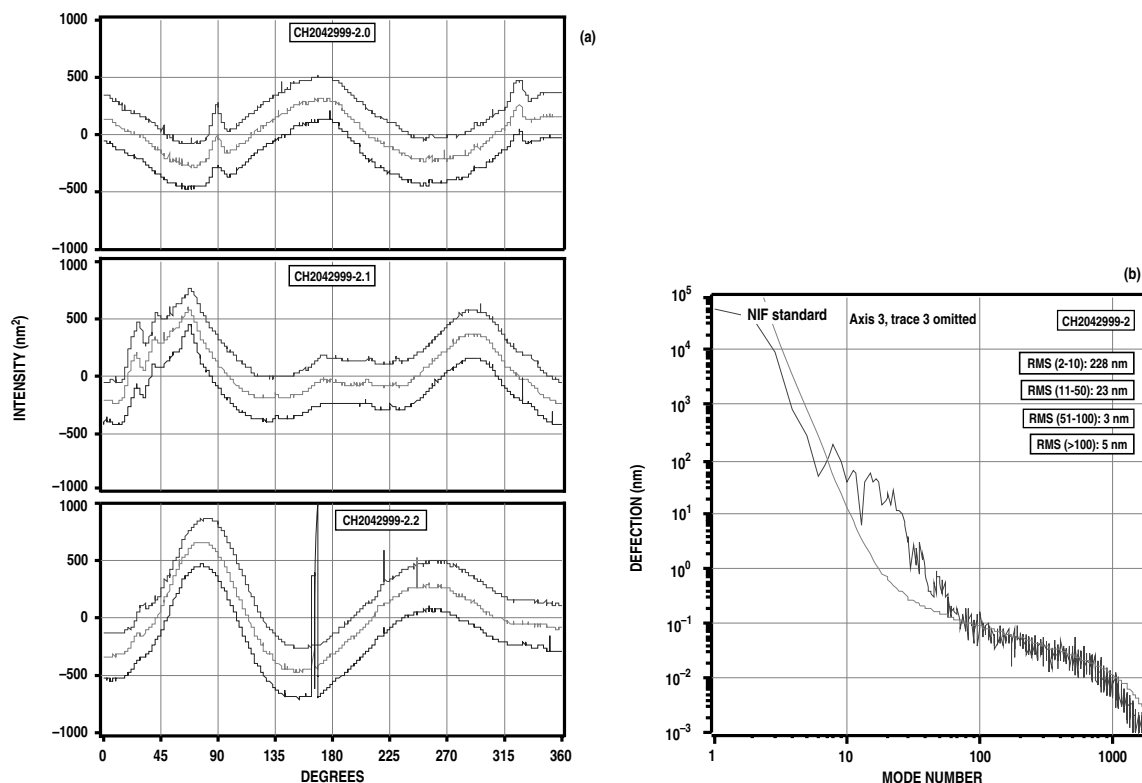 (a)
CH2042999-2.0
1000
500
0
−500
−1000
CH2042999-2.1
1000
500
0
−500
−1000
CH2042999-2.2
1000
500
0
−500
−1000
INTENSITY (nm²)
0 45 90 135 180 225 270 315 360
DEGREES
(b)
NIF standard
Axis 3, trace 3 omitted
CH2042999-2
RMS (2-10): 228 nm
RMS (11-50): 23 nm
RMS (51-100): 3 nm
RMS (>100): 5 nm
10⁵
10⁴
10³
10²
10¹
10⁰
10⁻¹
10⁻²
10⁻³
DEFECTION (nm)
1 10 100 1000
MODE NUMBER